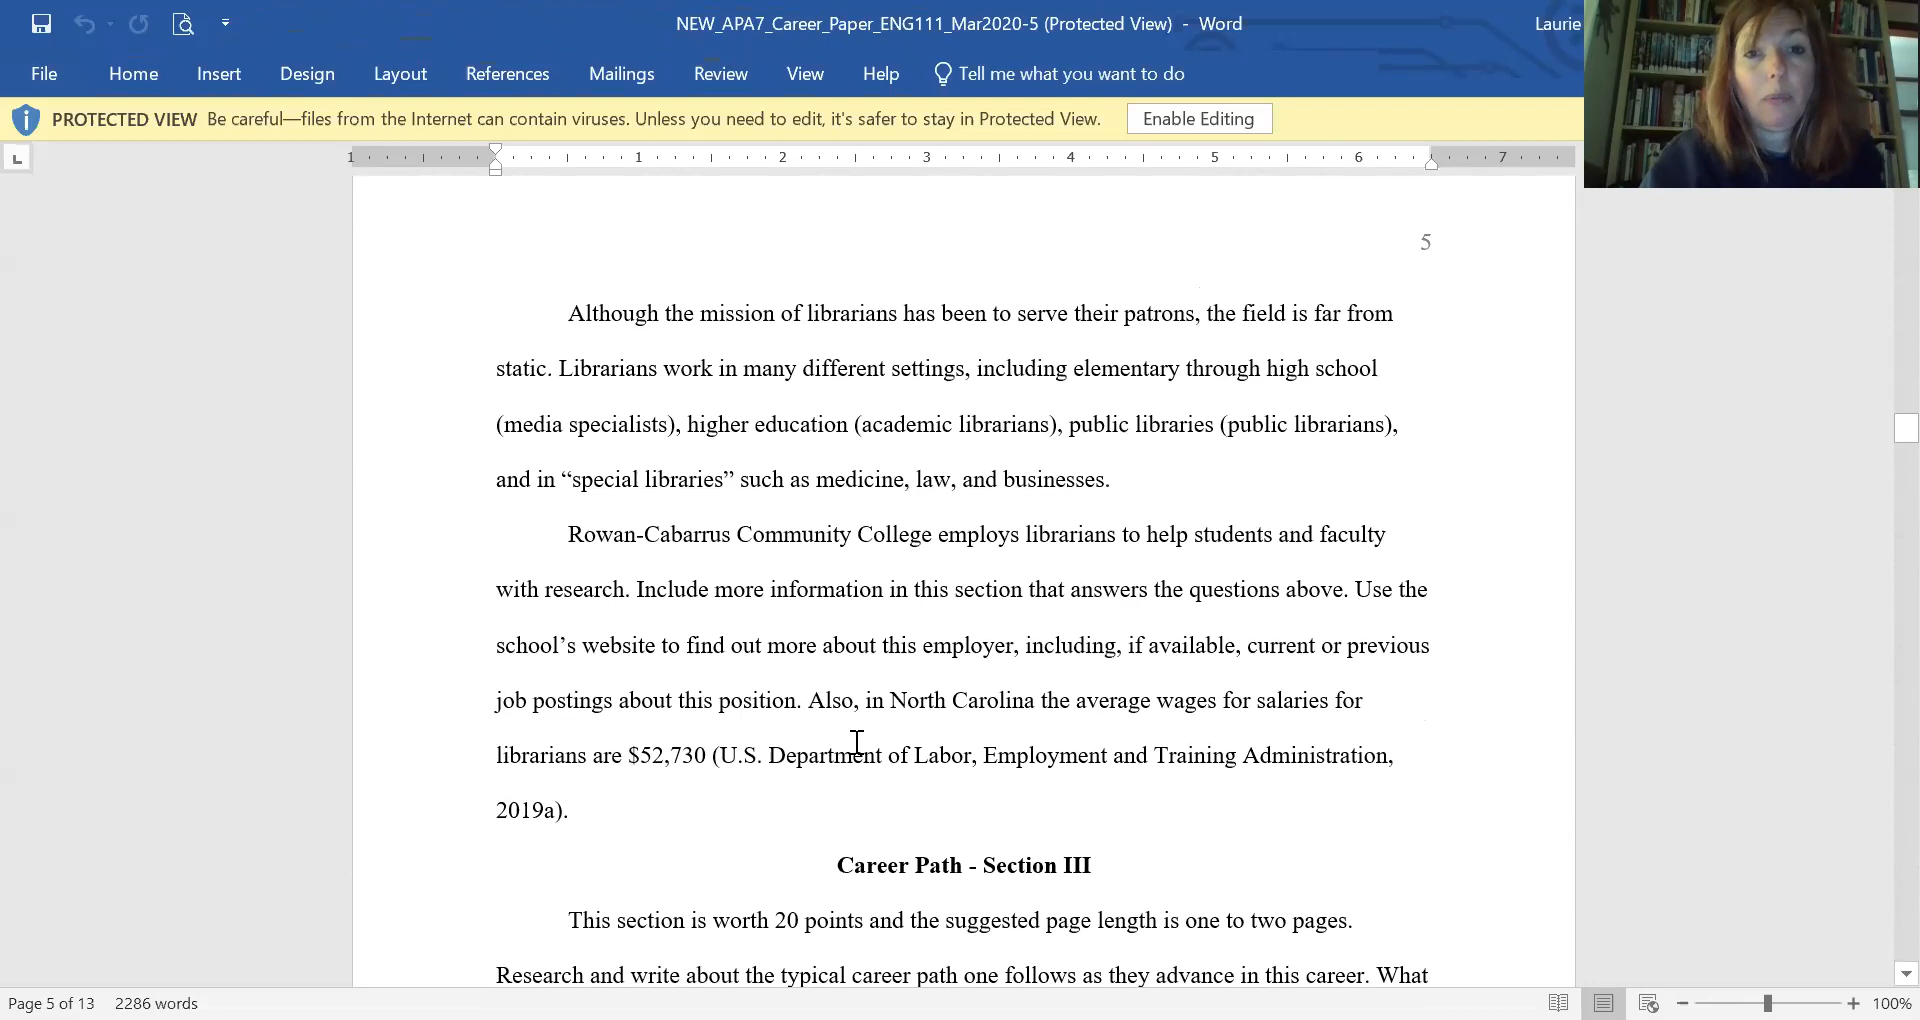 NEW_APA7_Career_Paper_ENG111_Mar2020-5 (Protected View) - Word
Laurie
File Home Insert Design Layout References Mailings Review View Help Tell me what you want to do
PROTECTED VIEW Be careful—files from the Internet can contain viruses. Unless you need to edit, it's safer to stay in Protected View. Enable Editing
1 1 2 3 4 5 6 7
5
Although the mission of librarians has been to serve their patrons, the field is far from
static. Librarians work in many different settings, including elementary through high school
(media specialists), higher education (academic librarians), public libraries (public librarians),
and in “special libraries” such as medicine, law, and businesses.
Rowan-Cabarrus Community College employs librarians to help students and faculty
with research. Include more information in this section that answers the questions above. Use the
school’s website to find out more about this employer, including, if available, current or previous
job postings about this position. Also, in North Carolina the average wages for salaries for
librarians are $52,730 (U.S. Department of Labor, Employment and Training Administration,
2019a).
Career Path - Section III
This section is worth 20 points and the suggested page length is one to two pages.
Research and write about the typical career path one follows as they advance in this career. What
Page 5 of 13 2286 words
100%